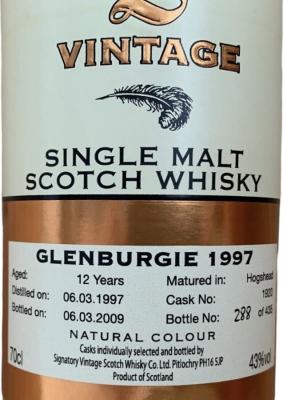 VINTAGE
SINGLE MALT
SCOTCH WHISKY
GLENBURGIE 1997
Aged: 12 Years Matured in: Hogshead
Distilled on: 06.03.1997 Cask No: 1920
Bottled on: 06.03.2009 Bottle No: 288 of 435
NATURAL COLOUR
70cl Casks individually selected and bottled by 43%vol
Signatory Vintage Scotch Whisky Co. Ltd. Pitlochry PH16 5JP
Product of Scotland